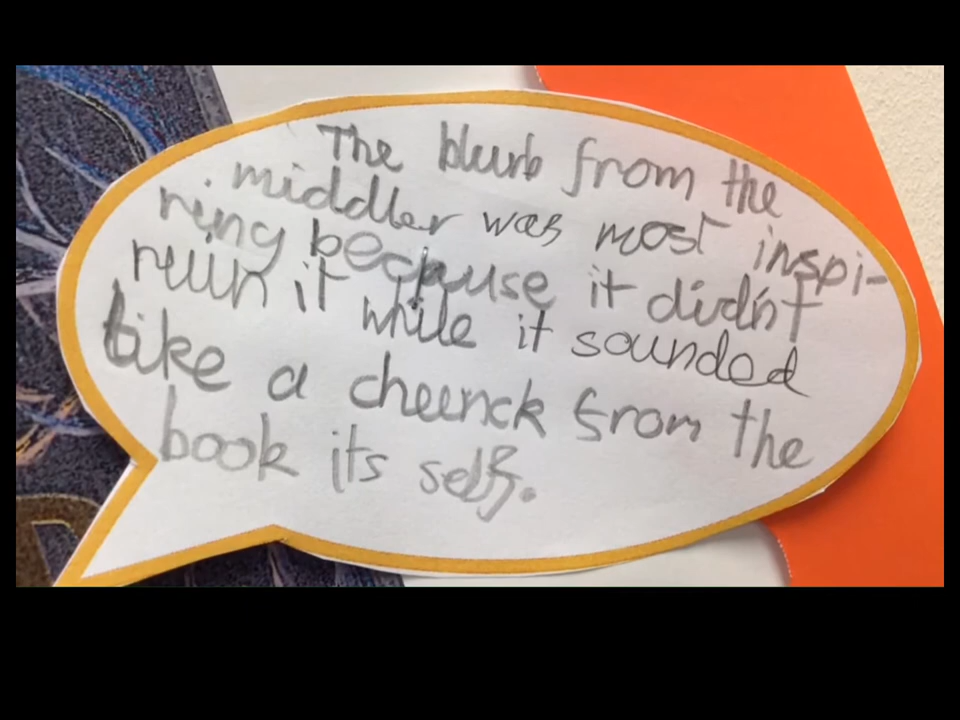 The blurb from the
middler was most inspi-
ring because it didn't
reuin it while it sounded
like a cheenck from the
book its self.